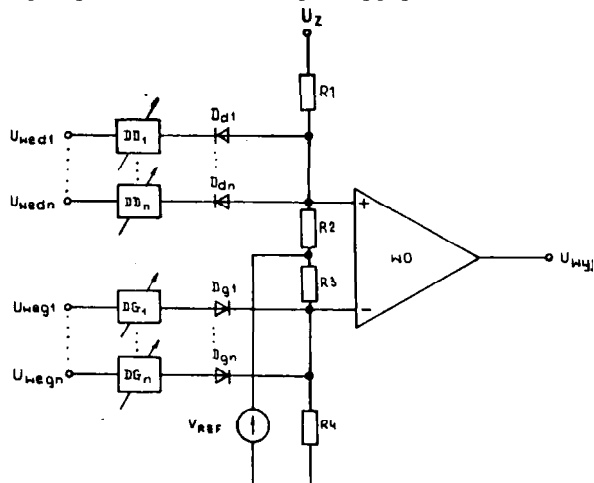 Uz
R1
Dd1
Uwed1
DD1
Ddn
Uwedn
DDn
+
R2
WO
Uwyj
R3
Dg1
Uweg1
DG1
-
Dgn
Uwegn
DGn
VREF
R4